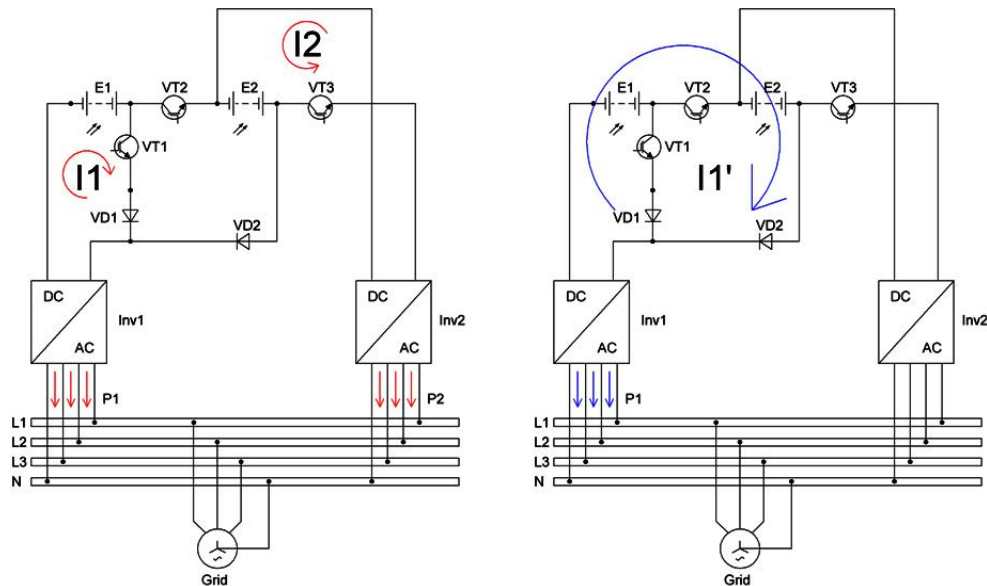 I2
E1
VT2
E2
VT3
VT1
I1
VD1
VD2
DC
AC
Inv1
DC
AC
Inv2
P1
P2
L1
L2
L3
N
Grid
E1
VT2
E2
VT3
VT1
I1'
VD1
VD2
DC
AC
Inv1
DC
AC
Inv2
P1
L1
L2
L3
N
Grid